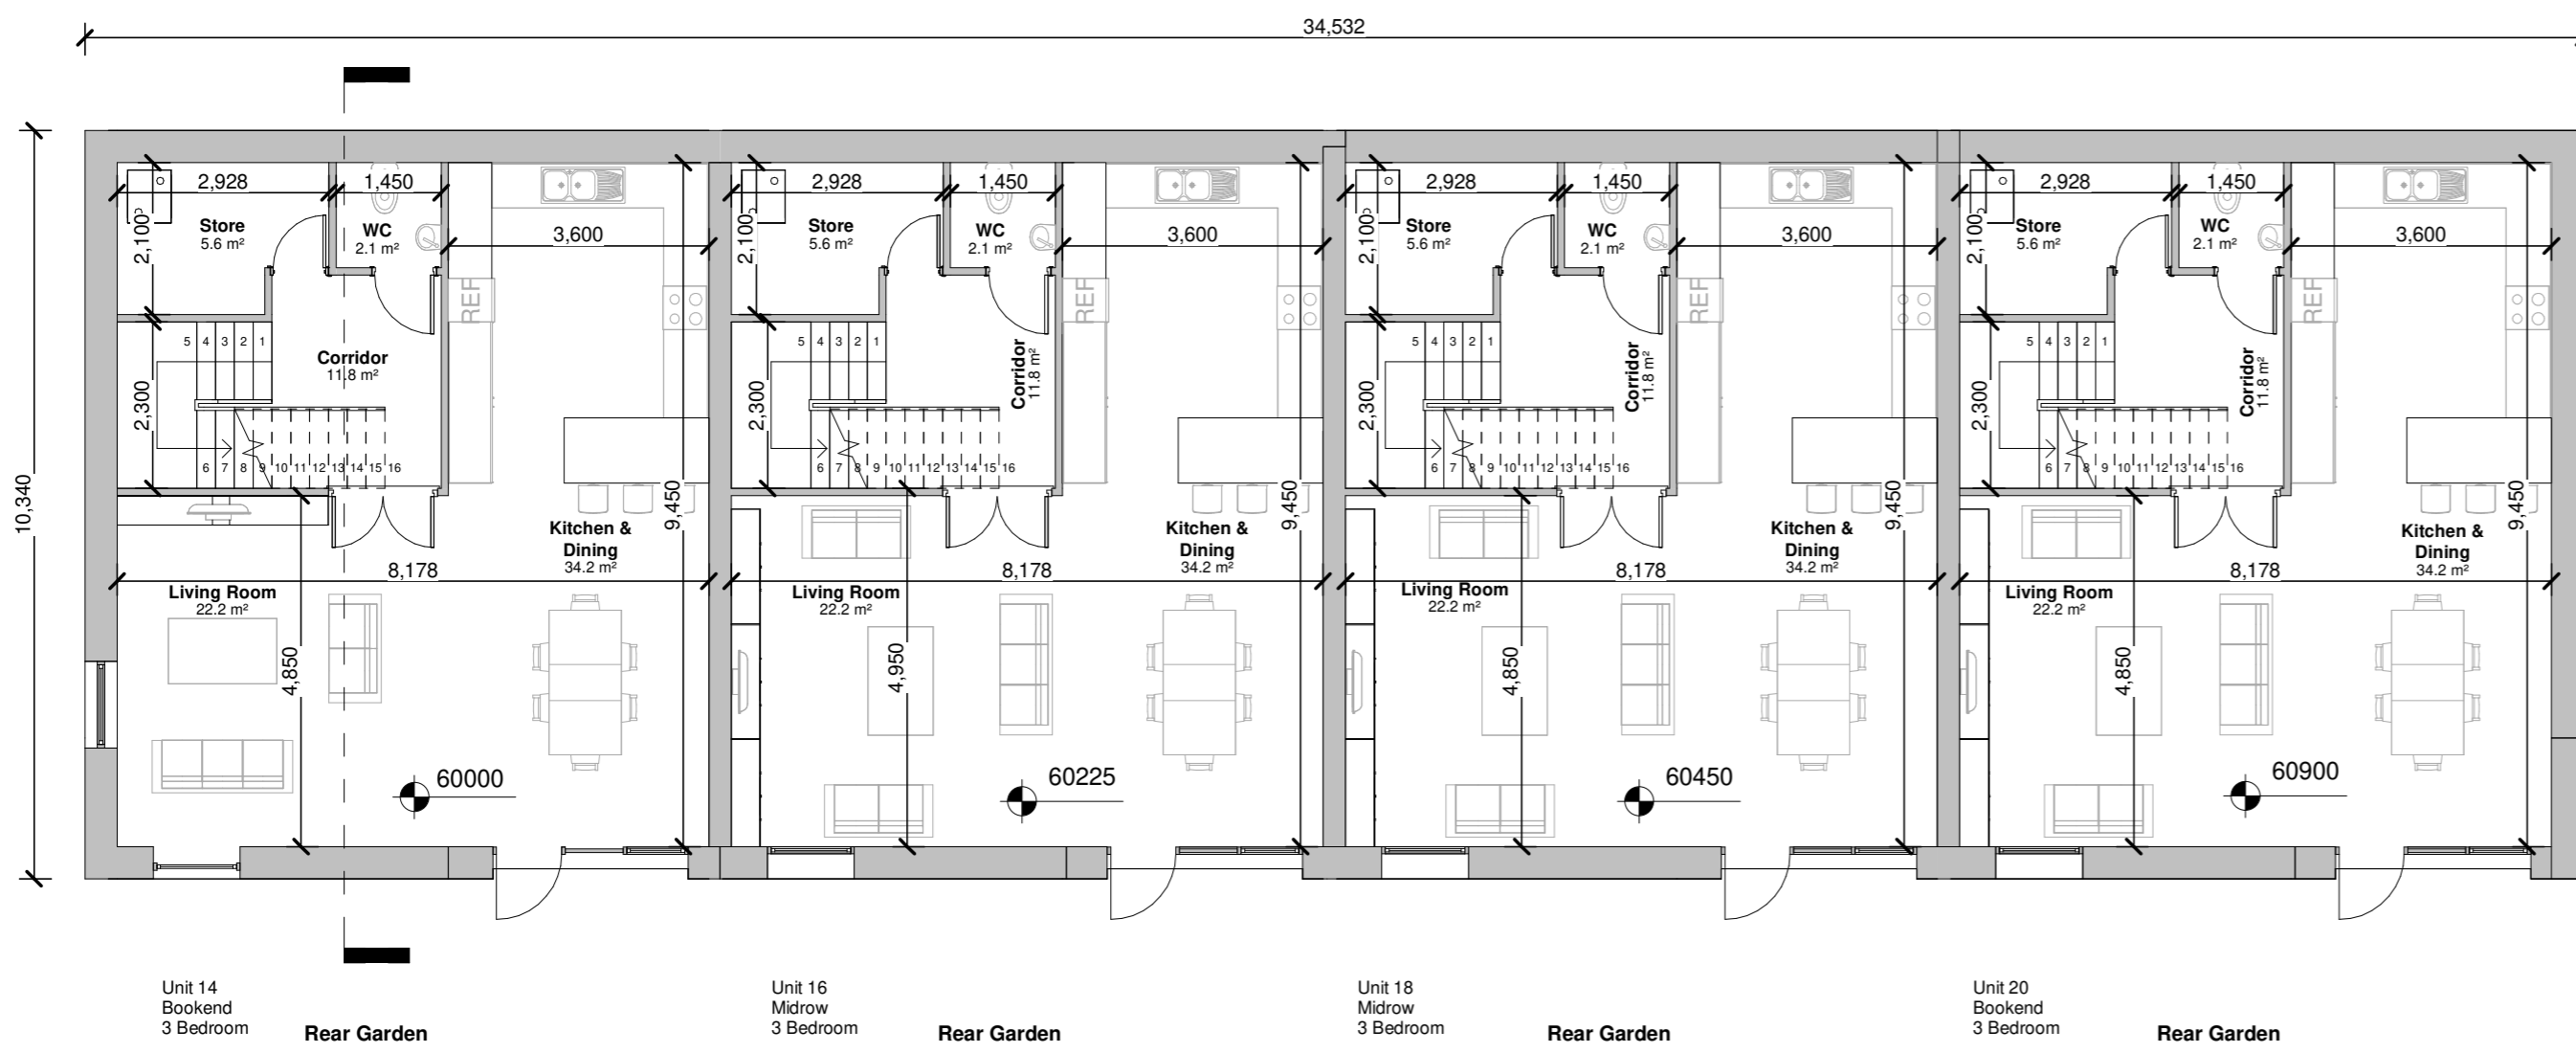 34,532
10,340
2,928
1,450
2,100
Store
5.6 m²
WC
2.1 m²
3,600
REF
5 4 3 2 1
Corridor
11.8 m²
2,300
6 7 8 9 10 11 12 13 14 15 16
9,450
Kitchen &
Dining
34.2 m²
8,178
Living Room
22.2 m²
4,850
60000
2,928
1,450
2,100
Store
5.6 m²
WC
2.1 m²
3,600
REF
5 4 3 2 1
Corridor
11.8 m²
2,300
6 7 8 9 10 11 12 13 14 15 16
9,450
Kitchen &
Dining
34.2 m²
8,178
Living Room
22.2 m²
4,950
60225
2,928
1,450
2,100
Store
5.6 m²
WC
2.1 m²
3,600
REF
5 4 3 2 1
Corridor
11.8 m²
2,300
6 7 8 9 10 11 12 13 14 15 16
9,450
Kitchen &
Dining
34.2 m²
8,178
Living Room
22.2 m²
4,850
60450
2,928
1,450
2,100
Store
5.6 m²
WC
2.1 m²
3,600
REF
5 4 3 2 1
Corridor
11.8 m²
2,300
6 7 8 9 10 11 12 13 14 15 16
9,450
Kitchen &
Dining
34.2 m²
8,178
Living Room
22.2 m²
4,850
60900
Unit 14
Bookend
3 Bedroom
Rear Garden
Unit 16
Midrow
3 Bedroom
Rear Garden
Unit 18
Midrow
3 Bedroom
Rear Garden
Unit 20
Bookend
3 Bedroom
Rear Garden